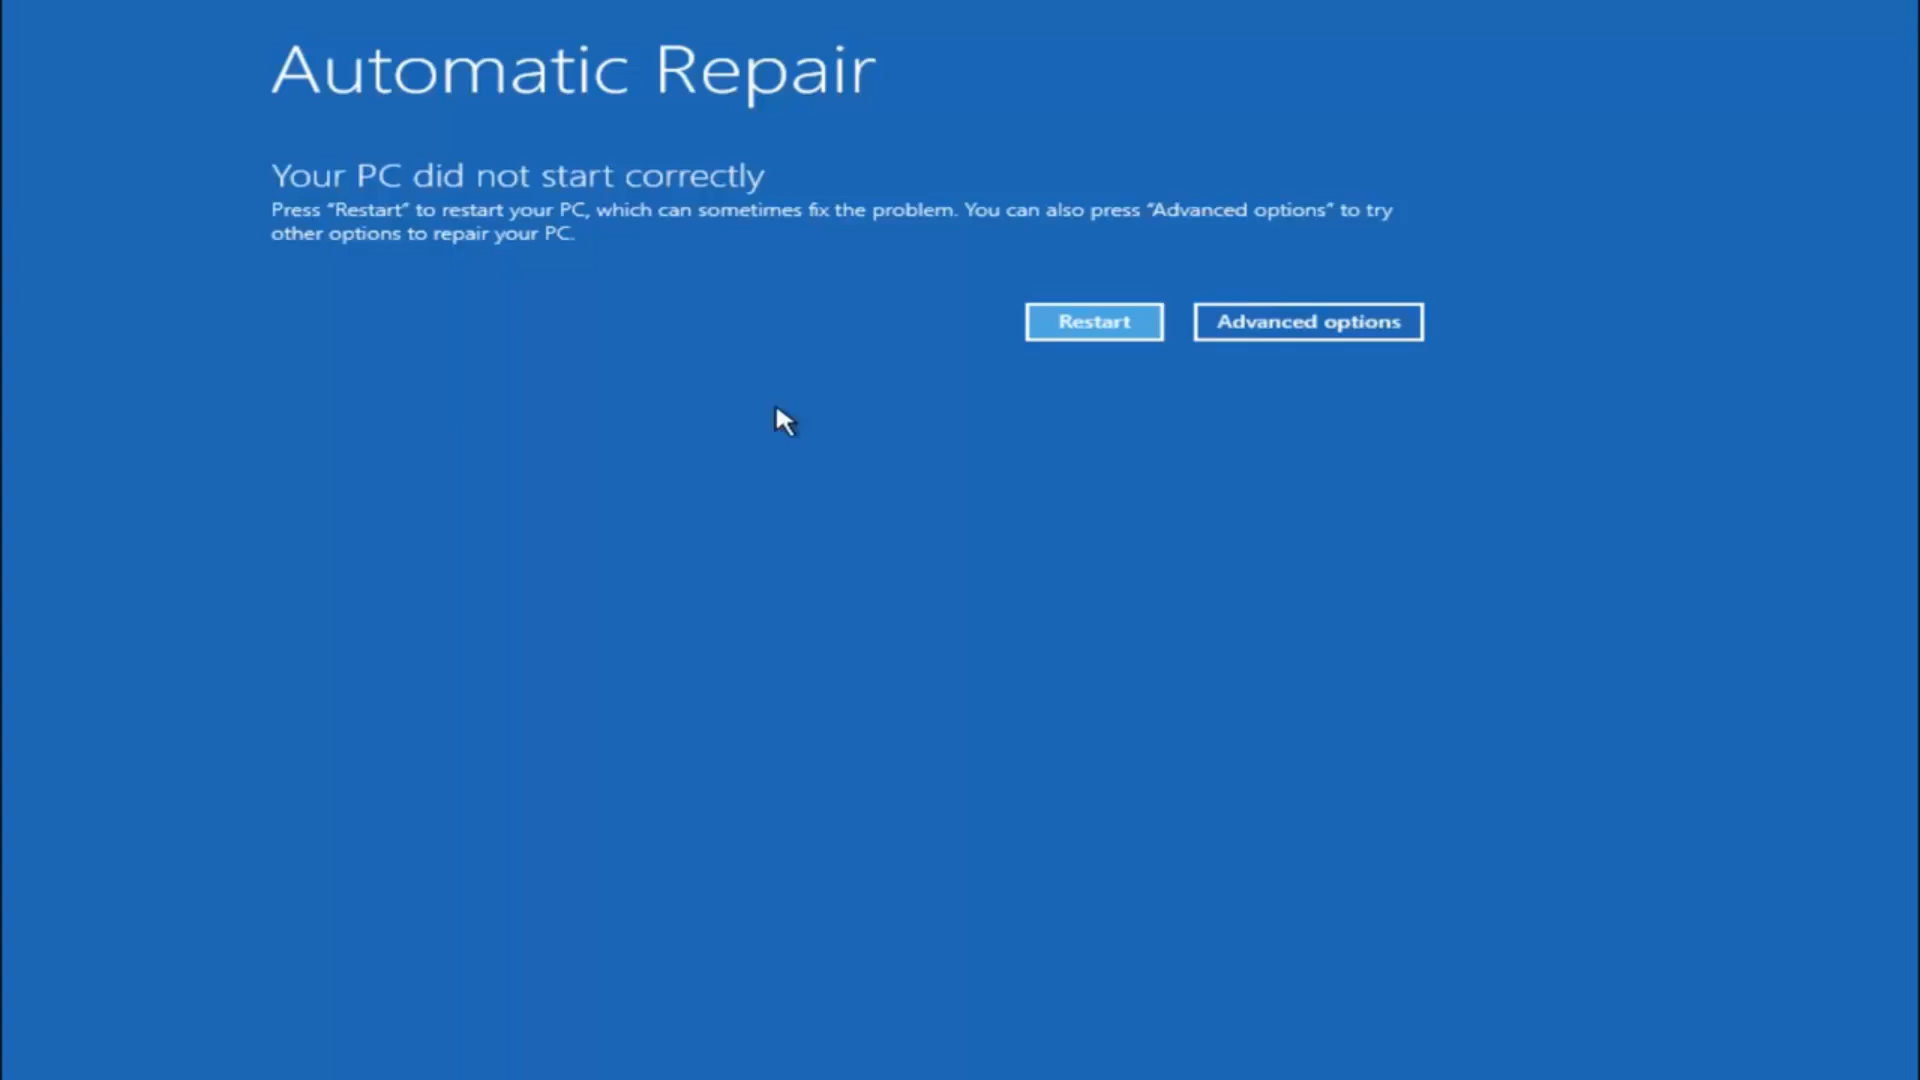 Automatic Repair
Your PC did not start correctly
Press “Restart” to restart your PC, which can sometimes fix the problem. You can also press “Advanced options” to try
other options to repair your PC.
Restart
Advanced options